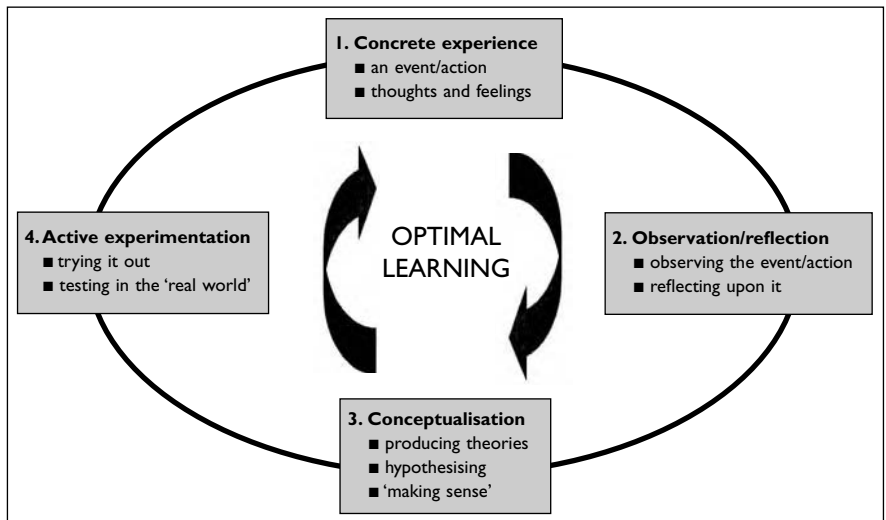 1. Concrete experience
■ an event/action
■ thoughts and feelings
4. Active experimentation
■ trying it out
■ testing in the ‘real world’
OPTIMAL
LEARNING
2. Observation/reflection
■ observing the event/action
■ reflecting upon it
3. Conceptualisation
■ producing theories
■ hypothesising
■ ‘making sense’